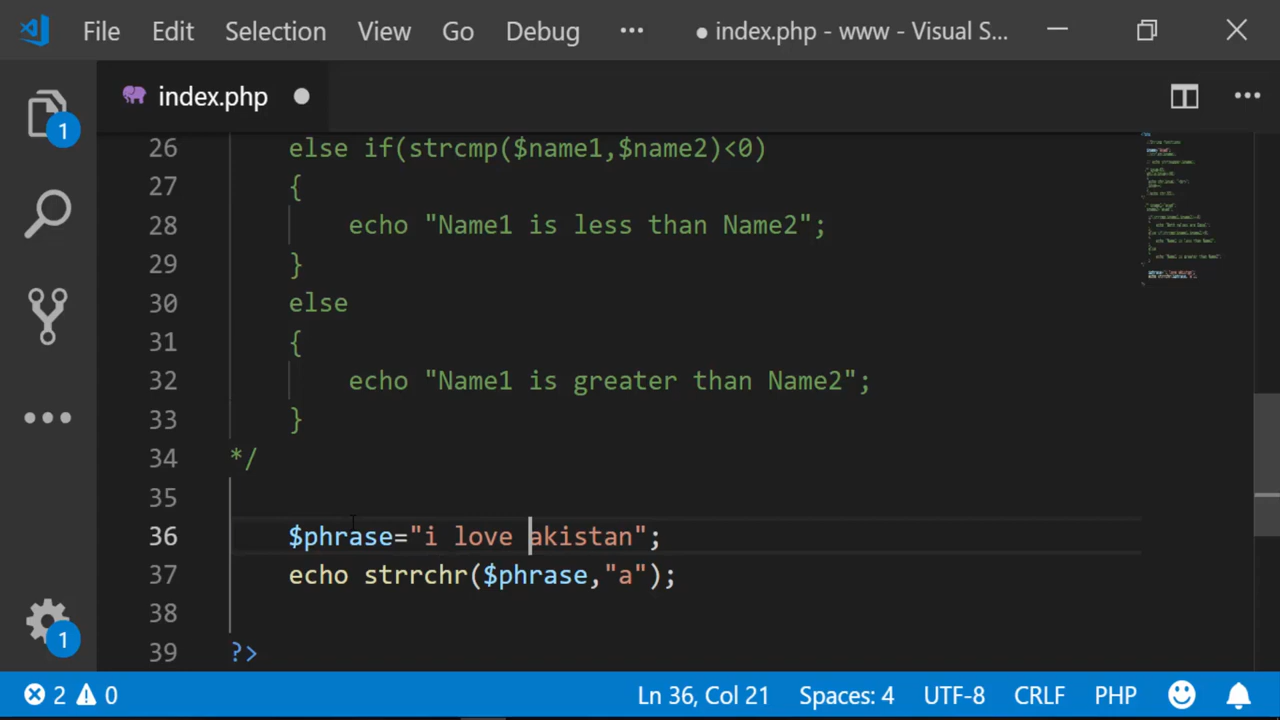 File Edit Selection View Go Debug ··· ● index.php - www - Visual S...
index.php
26 else if(strcmp($name1,$name2)<0)
27 {
28 echo "Name1 is less than Name2";
29 }
30 else
31 {
32 echo "Name1 is greater than Name2";
33 }
34 */
35
36 $phrase="i love akistan";
37 echo strrchr($phrase,"a");
38
39 ?>
1
1
2 0 Ln 36, Col 21 Spaces: 4 UTF-8 CRLF PHP